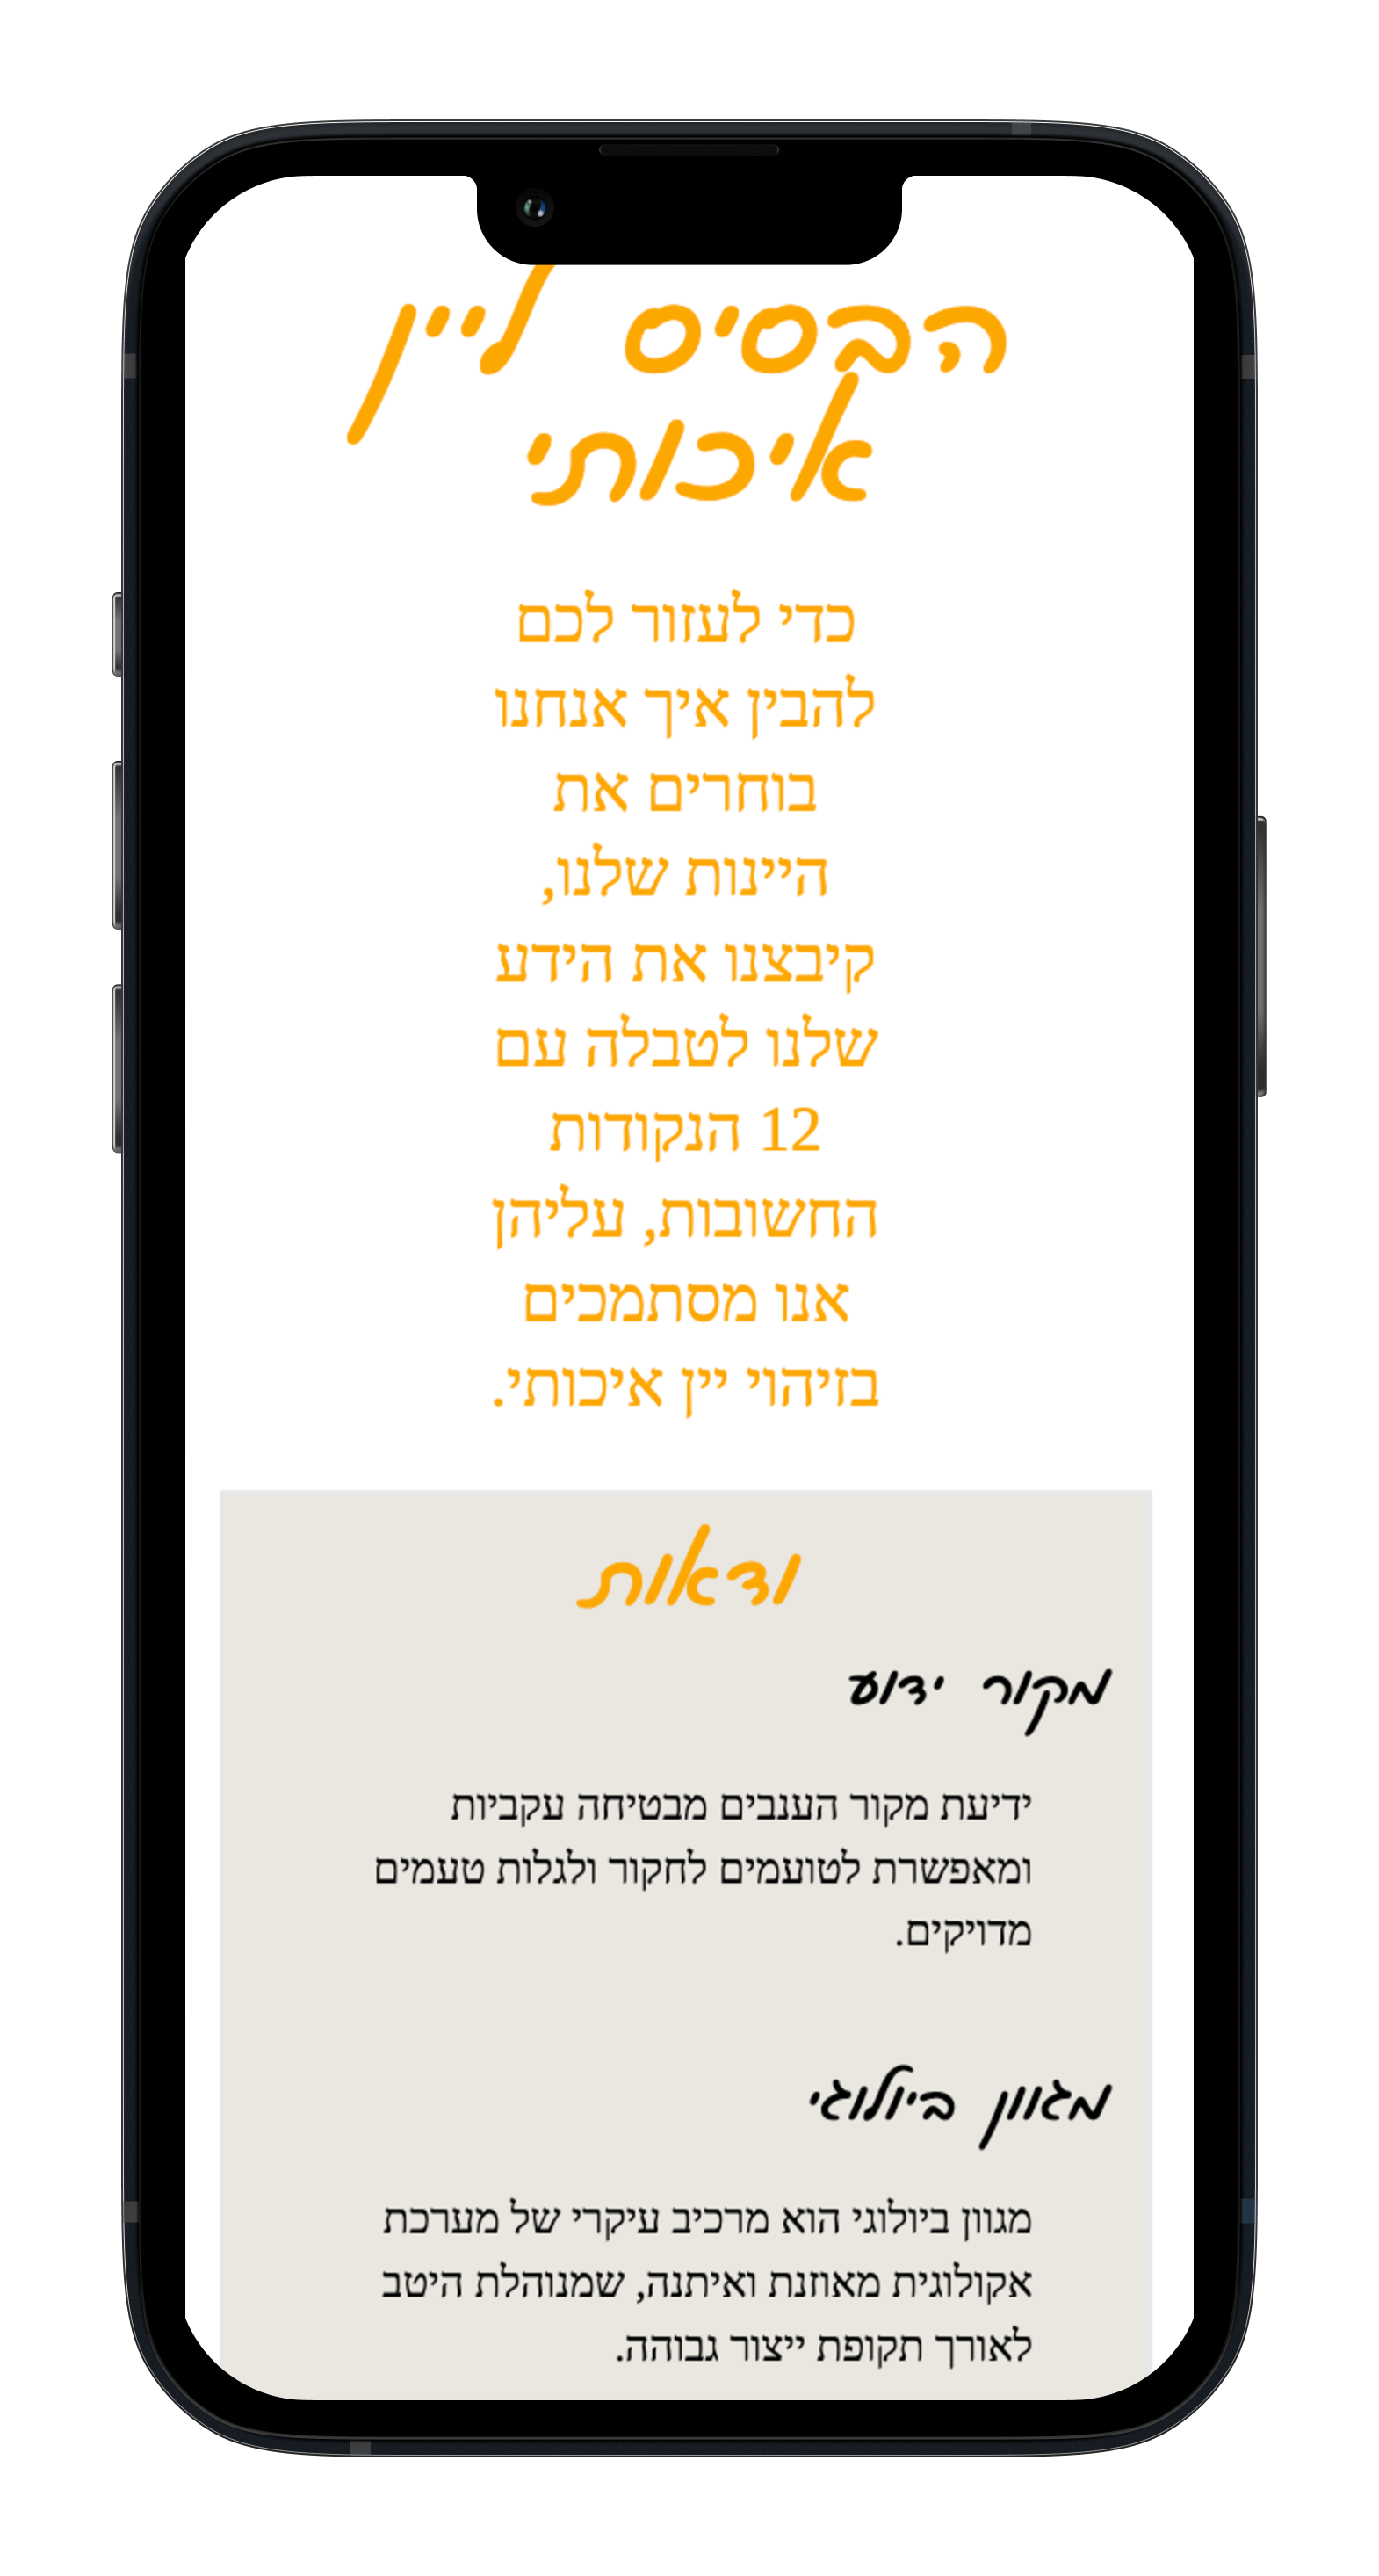 הבסיס ליין
איכותי
כדי לעזור לכם
להבין איך אנחנו
בוחרים את
היינות שלנו,
קיבצנו את הידע
שלנו לטבלה עם
12 הנקודות
החשובות, עליהן
אנו מסתמכים
בזיהוי יין איכותי.
ודאות
מקור ידוע
ידיעת מקור הענבים מבטיחה עקביות
ומאפשרת לטועמים לחקור ולגלות טעמים
מדויקים.
מגוון ביולוגי
מגוון ביולוגי הוא מרכיב עיקרי של מערכת
אקולוגית מאוזנת ואיתנה, שמנוהלת היטב
לאורך תקופת ייצור גבוהה.